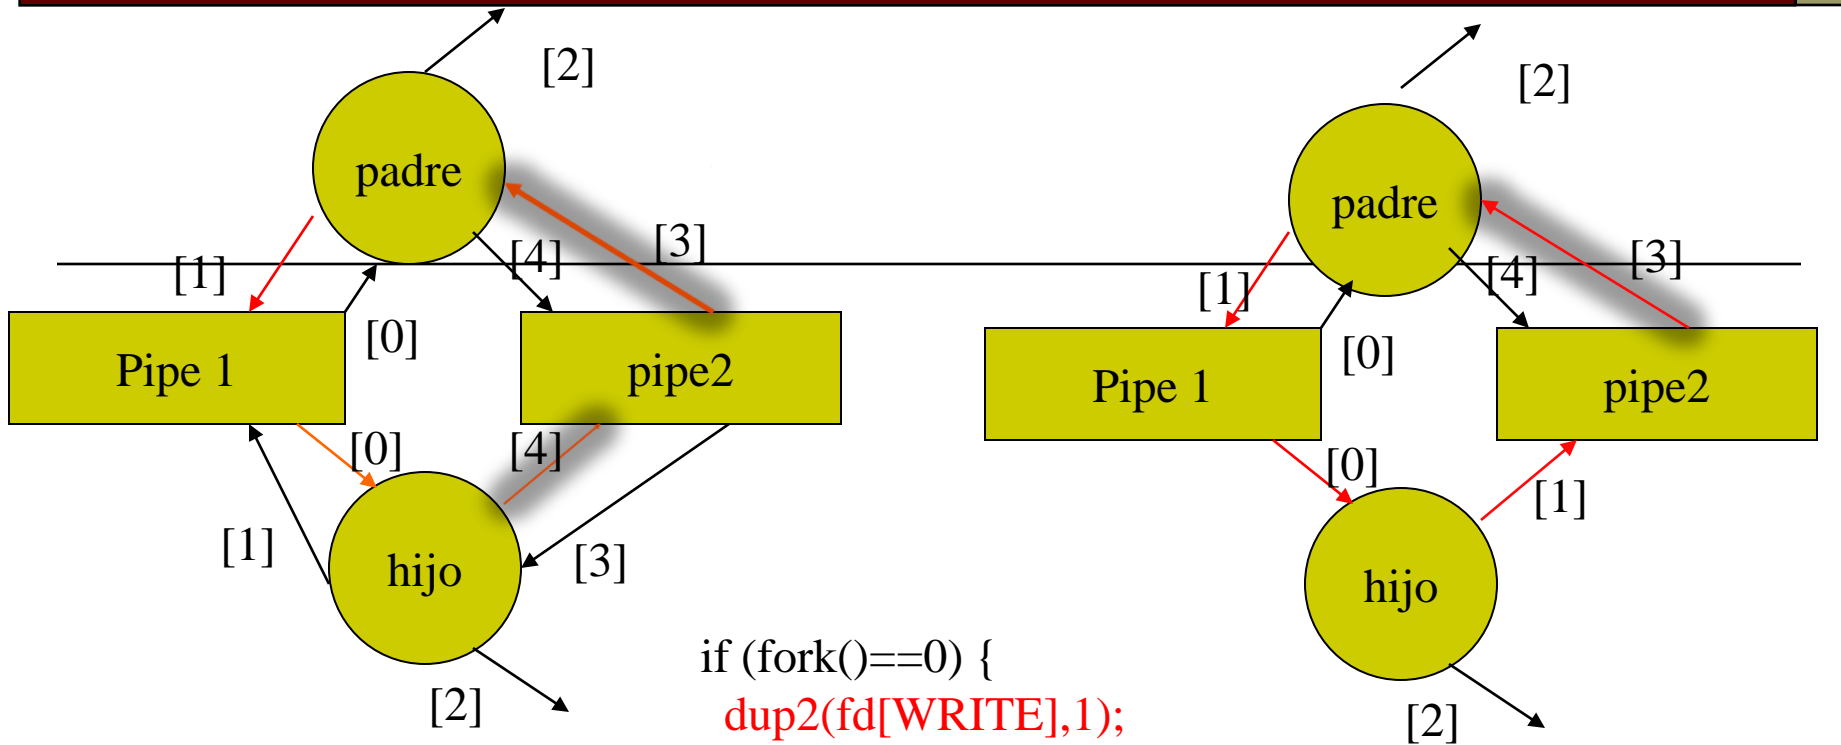 [2]
padre
[3]
[4]
[1]
[0]
Pipe 1
pipe2
[0]
[4]
[1]
hijo
[3]
[2]
if (fork()==0) {
dup2(fd[WRITE],1);
[2]
padre
[3]
[4]
[1]
[0]
Pipe 1
pipe2
[0]
[1]
hijo
[2]